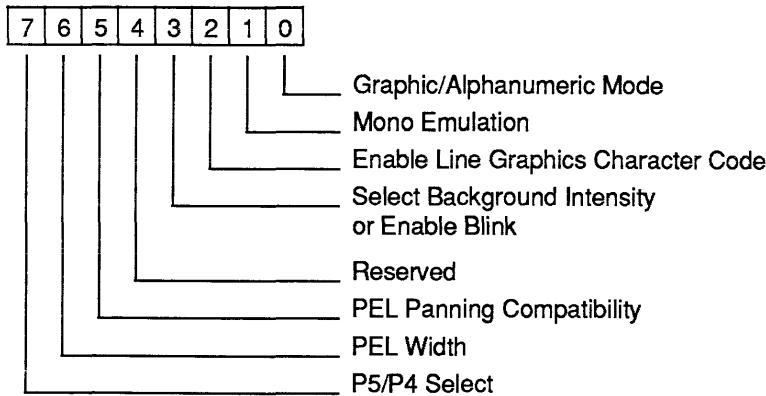 7 6 5 4 3 2 1 0
Graphic/Alphanumeric Mode
Mono Emulation
Enable Line Graphics Character Code
Select Background Intensity
or Enable Blink
Reserved
PEL Panning Compatibility
PEL Width
P5/P4 Select